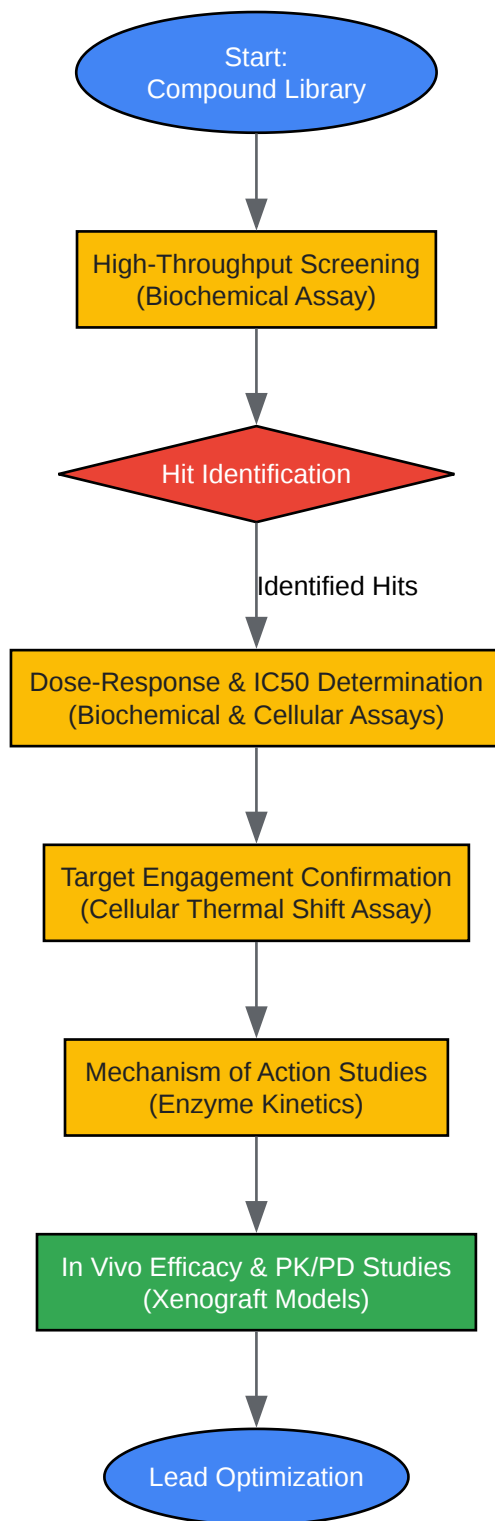 Start:
Compound Library
High-Throughput Screening
(Biochemical Assay)
Hit Identification
Identified Hits
Dose-Response & IC50 Determination
(Biochemical & Cellular Assays)
Target Engagement Confirmation
(Cellular Thermal Shift Assay)
Mechanism of Action Studies
(Enzyme Kinetics)
In Vivo Efficacy & PK/PD Studies
(Xenograft Models)
Lead Optimization